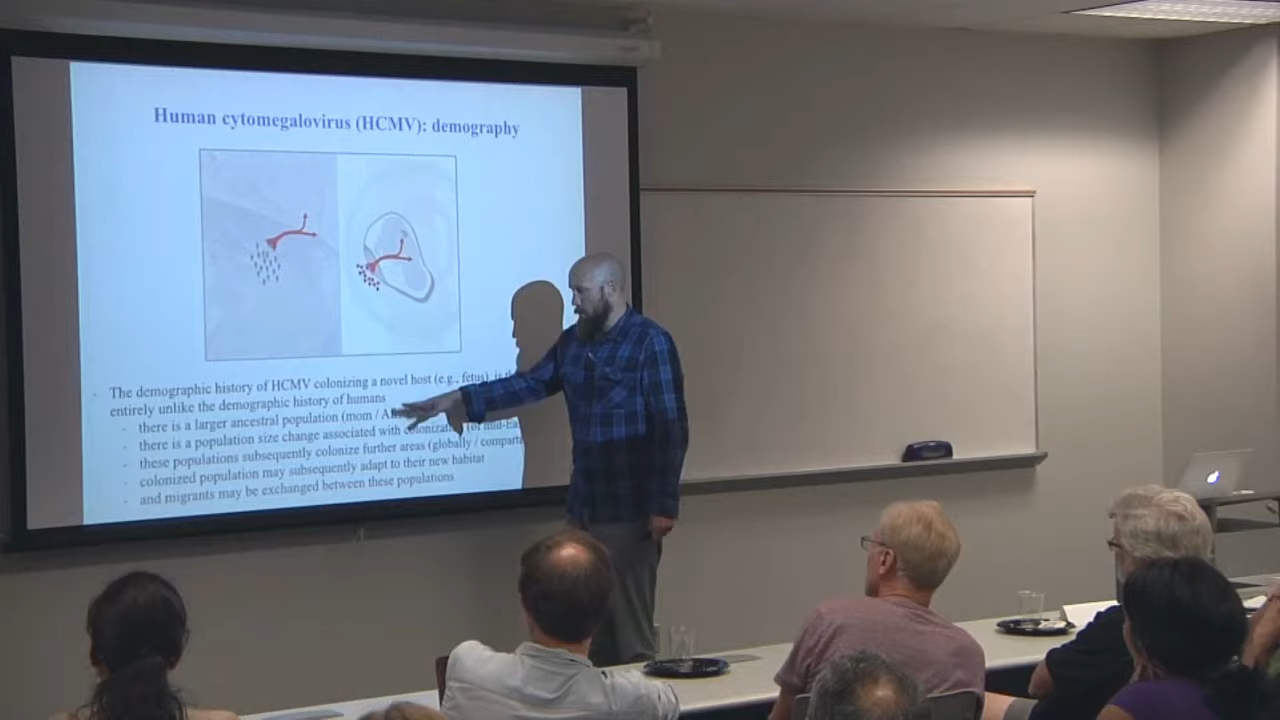 Human cytomegalovirus (HCMV): demography
- The demographic history of HCMV colonizing a novel host (e.g., fetus), is
entirely unlike the demographic history of humans
- there is a larger ancestral population (mom /
- there is a population size change associated with
- these populations subsequently colonize further areas (globally /
- colonized population may subsequently adapt to their new habitat
- and migrants may be exchanged between these populations